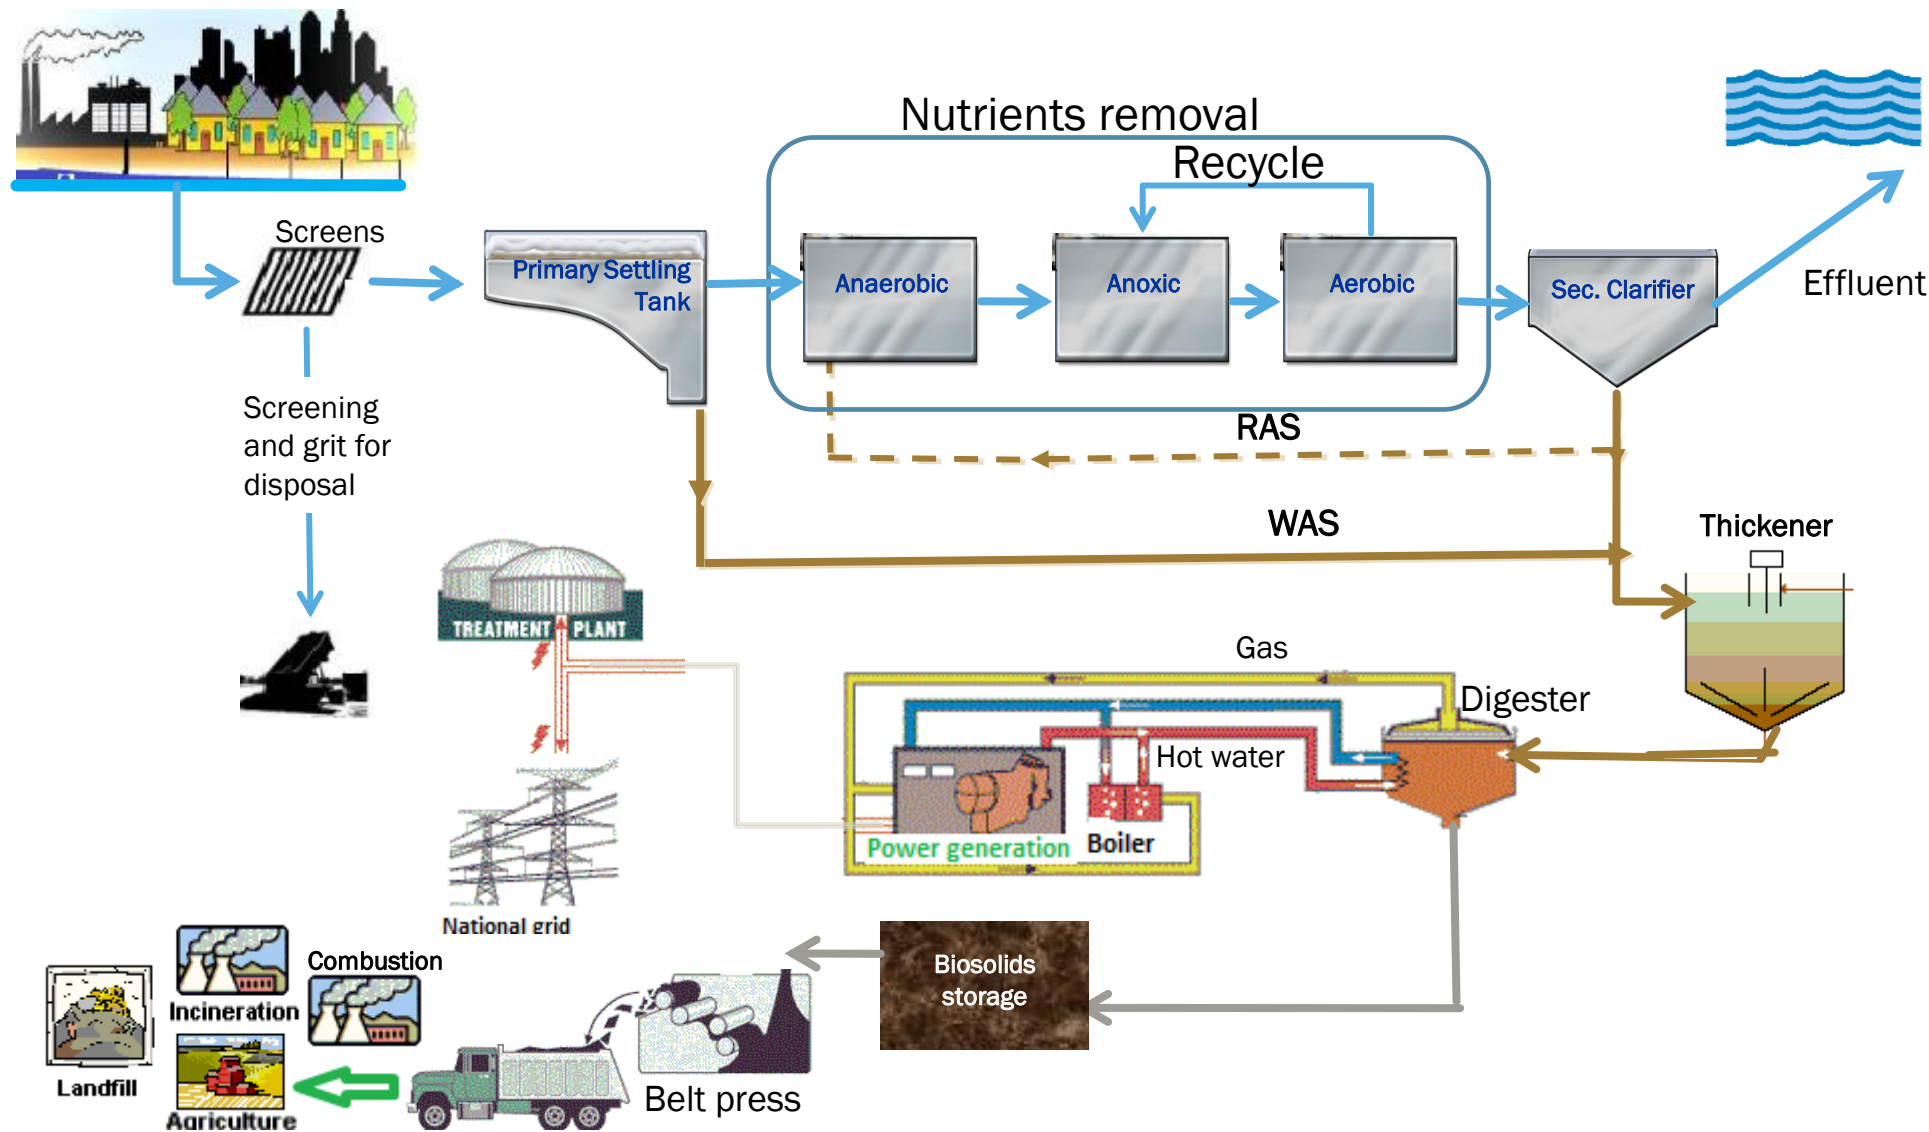 Nutrients removal
Recycle
Screens
Primary Settling
Tank
Anaerobic
Anoxic
Aerobic
Sec. Clarifier
Effluent
Screening
and grit for
disposal
RAS
WAS
Thickener
TREATMENT PLANT
Gas
Digester
Hot water
Power generation
Boiler
National grid
Combustion
Incineration
Landfill
Agriculture
Biosolids
storage
Belt press